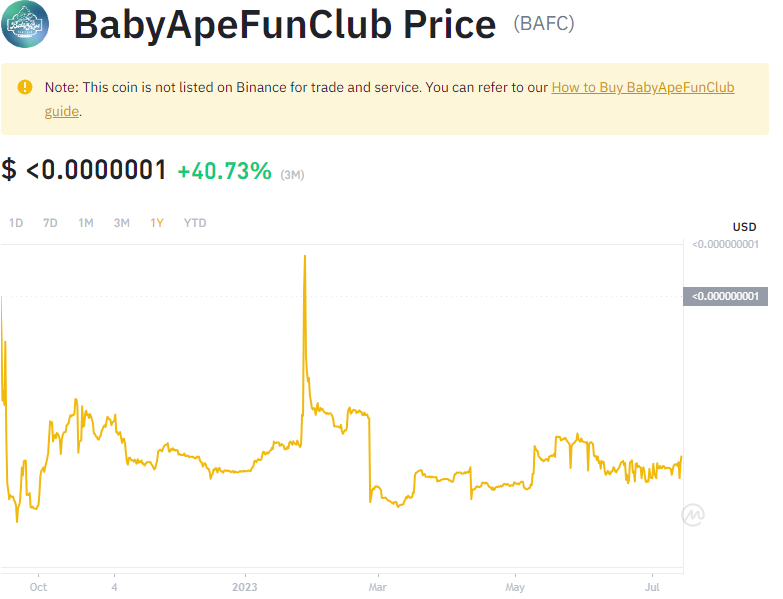 BabyApeFunClub Price (BAFC)
Note: This coin is not listed on Binance for trade and service. You can refer to our How to Buy BabyApeFunClub
guide.
$ <0.0000001 +40.73% (3M)
1D 7D 1M 3M 1Y YTD
USD
<0.000000001
<0.000000001
Oct 4 2023 Mar May Jul